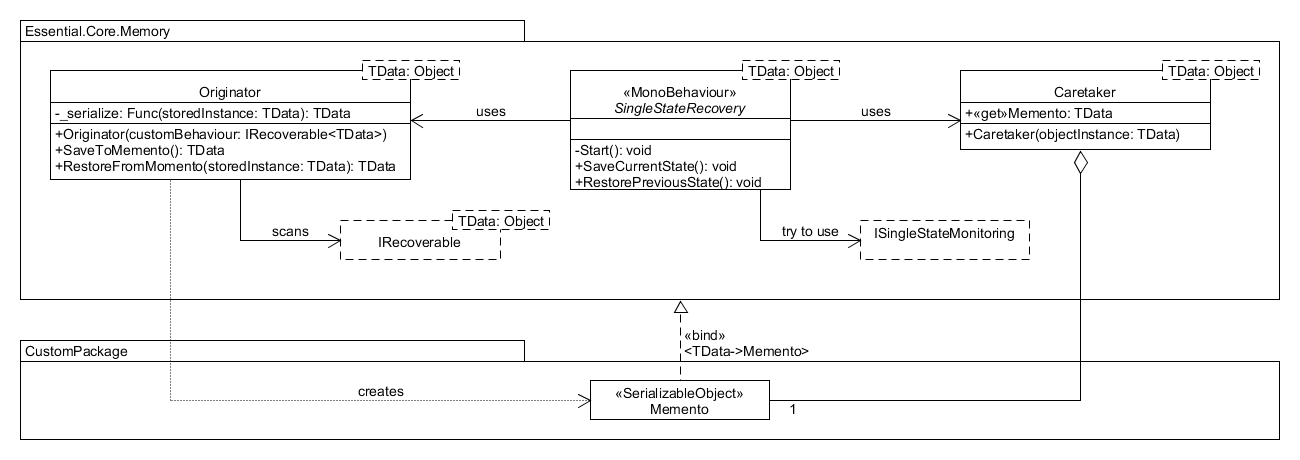 Essential.Core.Memory
TData: Object
Originator
-_serialize: Func(storedInstance: TData): TData
+Originator(customBehaviour: IRecoverable<TData>)
+SaveToMemento(): TData
+RestoreFromMomento(storedInstance: TData): TData
uses
TData: Object
«MonoBehaviour»
SingleStateRecovery
-Start(): void
+SaveCurrentState(): void
+RestorePreviousState(): void
uses
TData: Object
Caretaker
+«get»Memento: TData
+Caretaker(objectInstance: TData)
scans
TData: Object
IRecoverable
try to use
ISingleStateMonitoring
«bind»
<TData->Memento>
CustomPackage
creates
«SerializableObject»
Memento
1